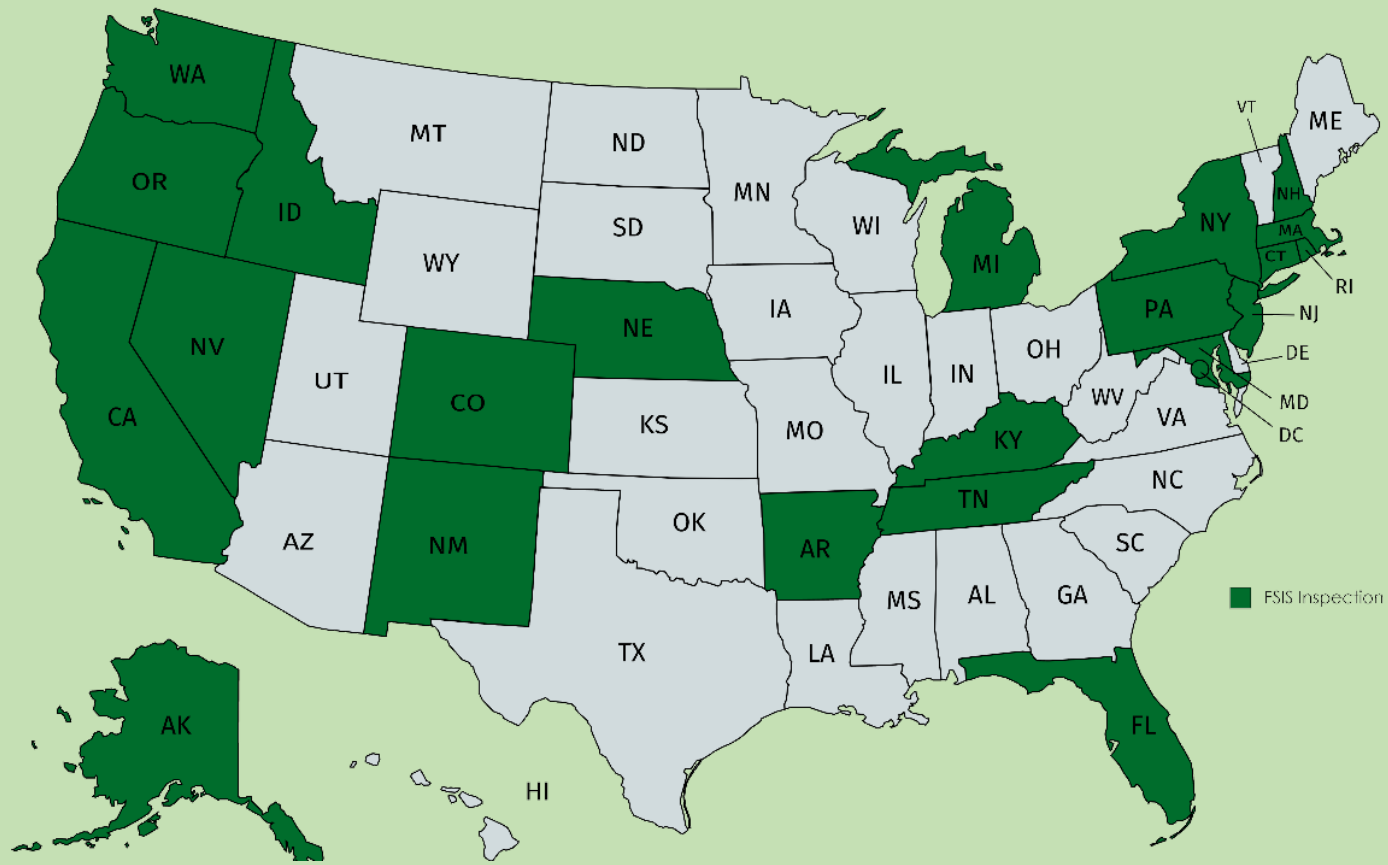 WA
MT
ND
MN
VT
ME
OR
ID
SD
WI
NY
NH
MA
CT
RI
WY
MI
IA
PA
NJ
NE
NV
UT
CO
IL
IN
OH
DE
WV
MD
DC
CA
KS
MO
KY
VA
NC
TN
OK
AZ
NM
AR
SC
MS
AL
GA
FSIS Inspection
TX
LA
AK
FL
HI